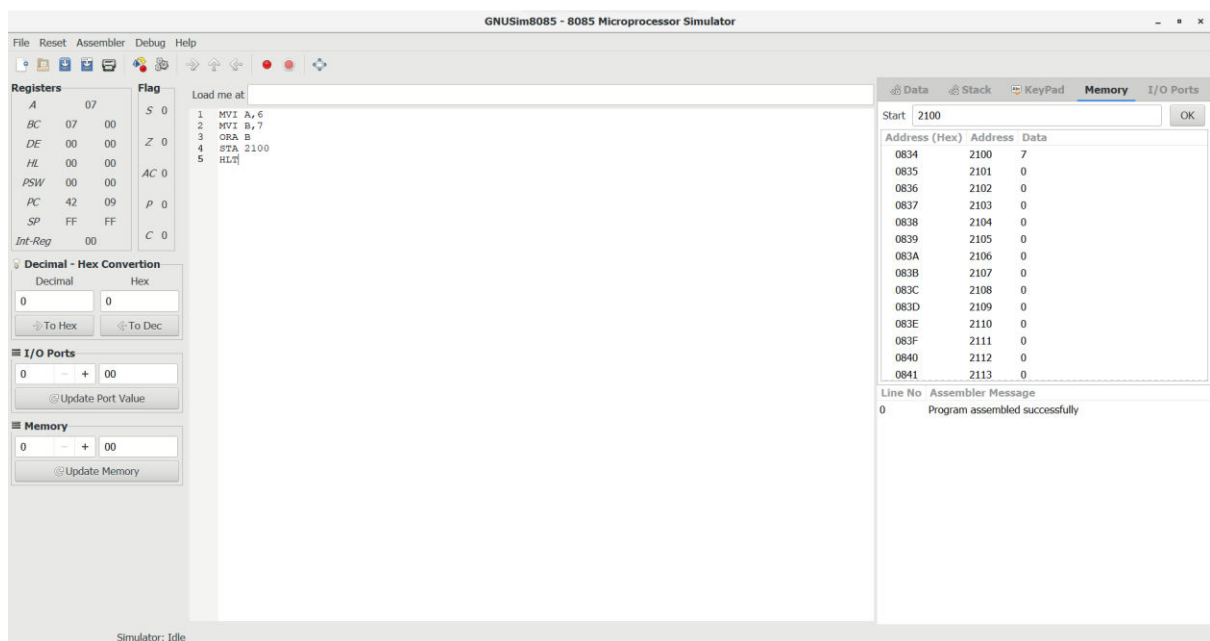 GNUSim8085 - 8085 Microprocessor Simulator
File Reset Assembler Debug Help
Registers
A 07
BC 07 00
DE 00 00
HL 00 00
PSW 00 00
PC 42 09
SP FF FF
Int-Reg 00
Flag
S 0
Z 0
AC 0
P 0
C 0
Decimal - Hex Convertion
Decimal Hex
0 0
To Hex To Dec
I/O Ports
0 - + 00
Update Port Value
Memory
0 - + 00
Update Memory
Load me at
1 MVI A,6
2 MVI B,7
3 ORA B
4 STA 2100
5 HLT
Data Stack KeyPad Memory I/O Ports
Start 2100 OK
Address (Hex) Address Data
0834 2100 7
0835 2101 0
0836 2102 0
0837 2103 0
0838 2104 0
0839 2105 0
083A 2106 0
083B 2107 0
083C 2108 0
083D 2109 0
083E 2110 0
083F 2111 0
0840 2112 0
0841 2113 0
Line No Assembler Message
0 Program assembled successfully
Simulator: Idle